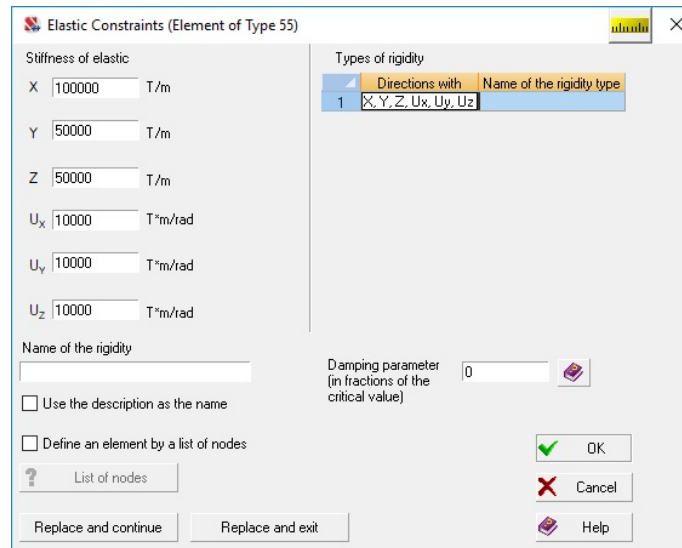 Elastic Constraints (Element of Type 55)
Stiffness of elastic
X 100000 T/m
Y 50000 T/m
Z 50000 T/m
UX 10000 T*m/rad
UY 10000 T*m/rad
UZ 10000 T*m/rad
Types of rigidity
Directions with Name of the rigidity type
1 X, Y, Z, Ux, Uy, Uz
Name of the rigidity
Use the description as the name
Define an element by a list of nodes
? List of nodes
Replace and continue Replace and exit
Damping parameter
(in fractions of the
critical value)
0
OK
Cancel
Help